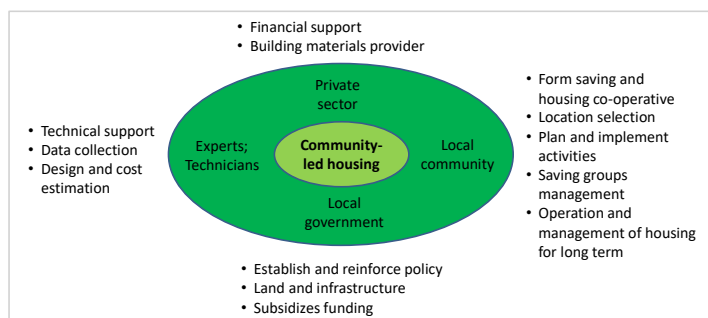 • Financial support
• Building materials provider
Private
sector
• Technical support
• Data collection
• Design and cost
estimation
Experts;
Technicians
Community-
led housing
Local
community
• Form saving and
housing co-operative
• Location selection
• Plan and implement
activities
• Saving groups
management
• Operation and
management of housing
for long term
Local
government
• Establish and reinforce policy
• Land and infrastructure
• Subsidizes funding